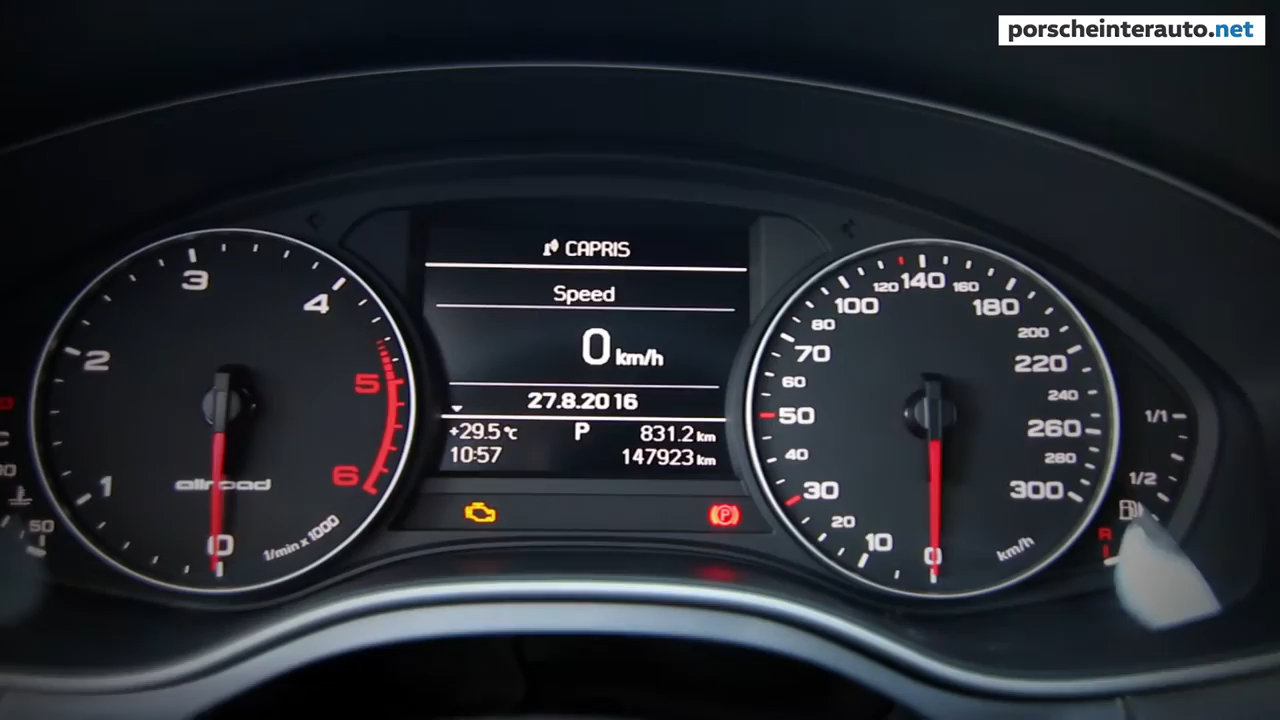 porscheinterauto.net
CAPRIS
Speed
0 km/h
27.8.2016
+29.5 °C P 831.2 km
10:57 147923 km
0
1
2
3
4
5
6
allroad
1/min x 1000
0
10
20
30
40
50
60
70
80
100
120
140
160
180
200
220
240
260
280
300
km/h
1/1
1/2
R
P
50